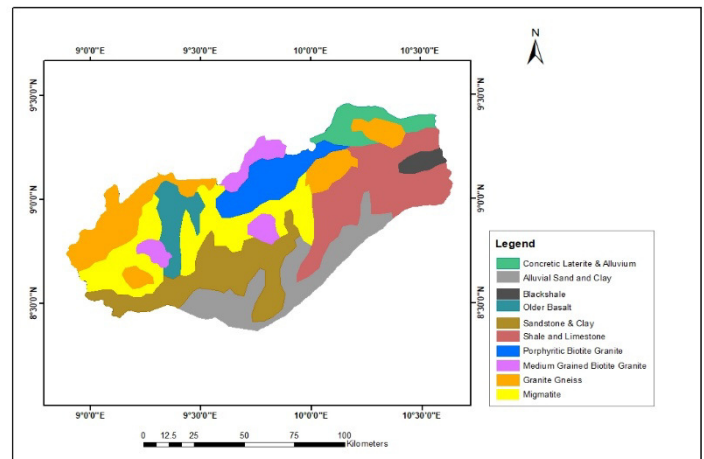 N
9°0'0"E 9°30'0"E 10°0'0"E 10°30'0"E
9°30'0"N 9°30'0"N
9°0'0"N 9°0'0"N
8°30'0"N 8°30'0"N
Legend
Concretic Laterite & Alluvium
Alluvial Sand and Clay
Blackshale
Older Basalt
Sandstone & Clay
Shale and Limestone
Porphyritic Biotite Granite
Medium Grained Biotite Granite
Granite Gneiss
Migmatite
9°0'0"E 9°30'0"E 10°0'0"E 10°30'0"E
0 12.5 25 50 75 100
Kilometers